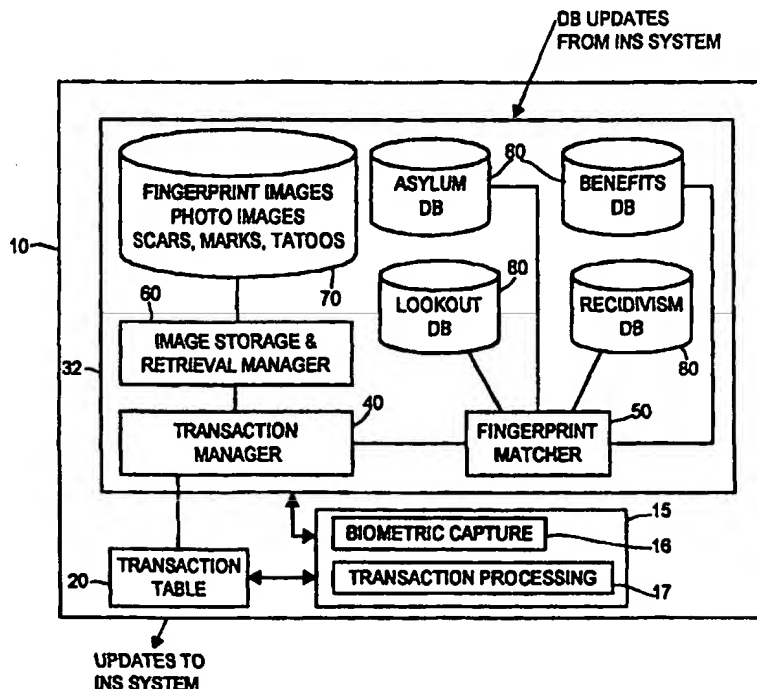 DB UPDATES
FROM INS SYSTEM
FINGERPRINT IMAGES
PHOTO IMAGES
SCARS, MARKS, TATOOS
70
ASYLUM
DB
80
BENEFITS
DB
10
60
LOOKOUT
DB
80
RECIDIVISM
DB
80
IMAGE STORAGE &
RETRIEVAL MANAGER
32
40
TRANSACTION
MANAGER
50
FINGERPRINT
MATCHER
15
BIOMETRIC CAPTURE
16
TRANSACTION PROCESSING
17
20
TRANSACTION
TABLE
UPDATES TO
INS SYSTEM